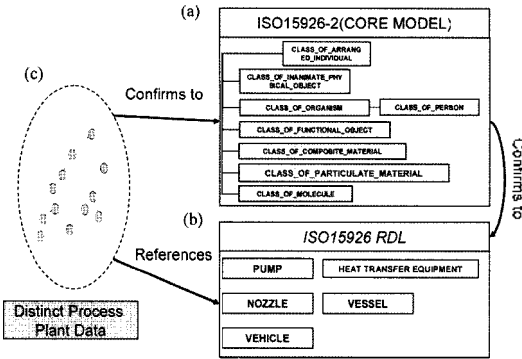 (a)
ISO15926-2(CORE MODEL)
CLASS_OF_ARRANG
ED_INDIVIDUAL
(c)
CLASS_OF_INANIMATE_PHY
SICAL_OBJECT
Confirms to
CLASS_OF_ORGANISM
CLASS_OF_PERSON
CLASS_OF_FUNCTIONAL_OBJECT
CLASS_OF_COMPOSITE_MATERIAL
CLASS_OF_PARTICULATE_MATERIAL
CLASS_OF_MOLECULE
Confirms to
(b)
ISO15926 RDL
References
PUMP
HEAT TRANSFER EQUIPMENT
NOZZLE
VESSEL
VEHICLE
Distinct Process
Plant Data